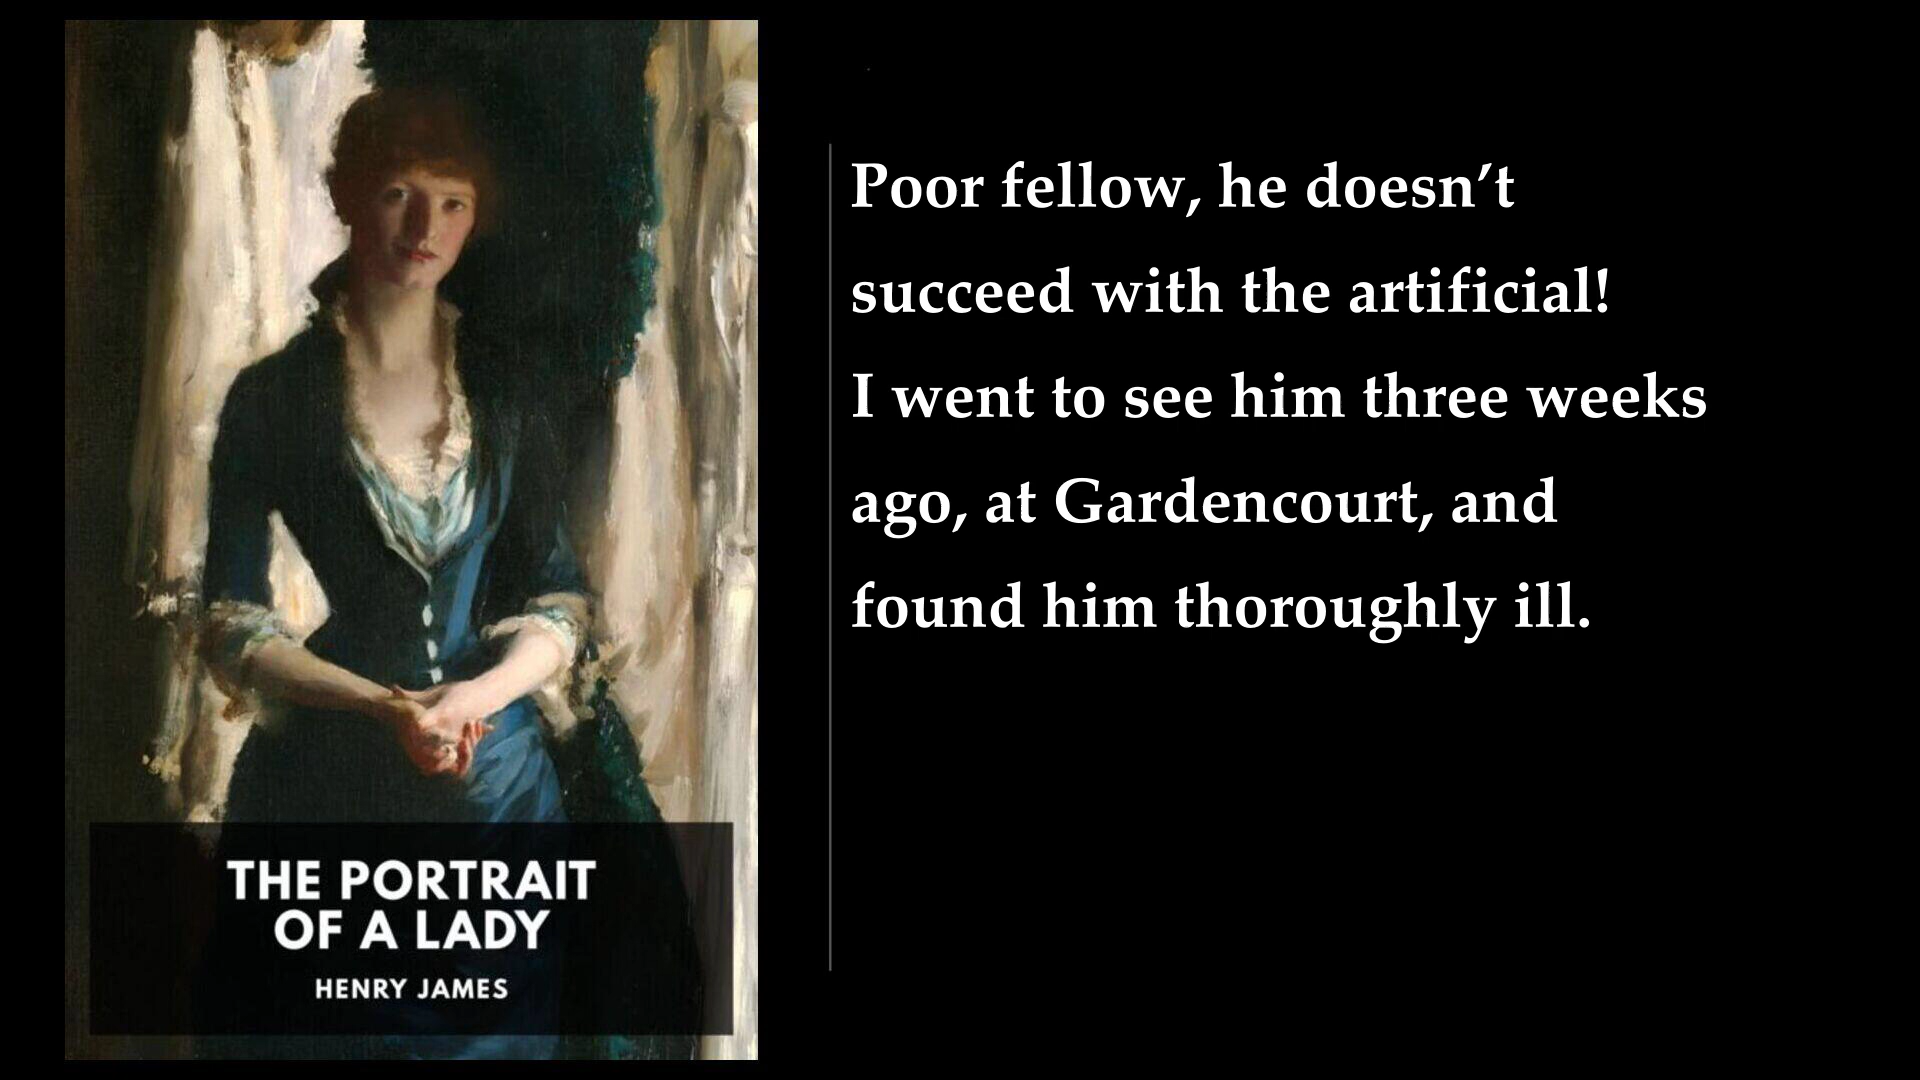 THE PORTRAIT
OF A LADY
HENRY JAMES
Poor fellow, he doesn’t
succeed with the artificial!
I went to see him three weeks
ago, at Gardencourt, and
found him thoroughly ill.